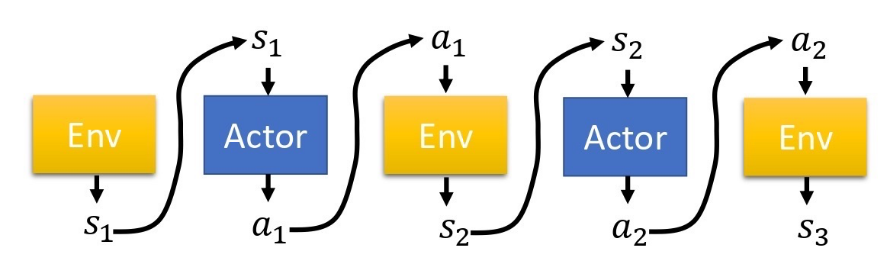 s₁ a₁ s₂ a₂
Env Actor Env Actor Env
s₁ a₁ s₂ a₂ s₃